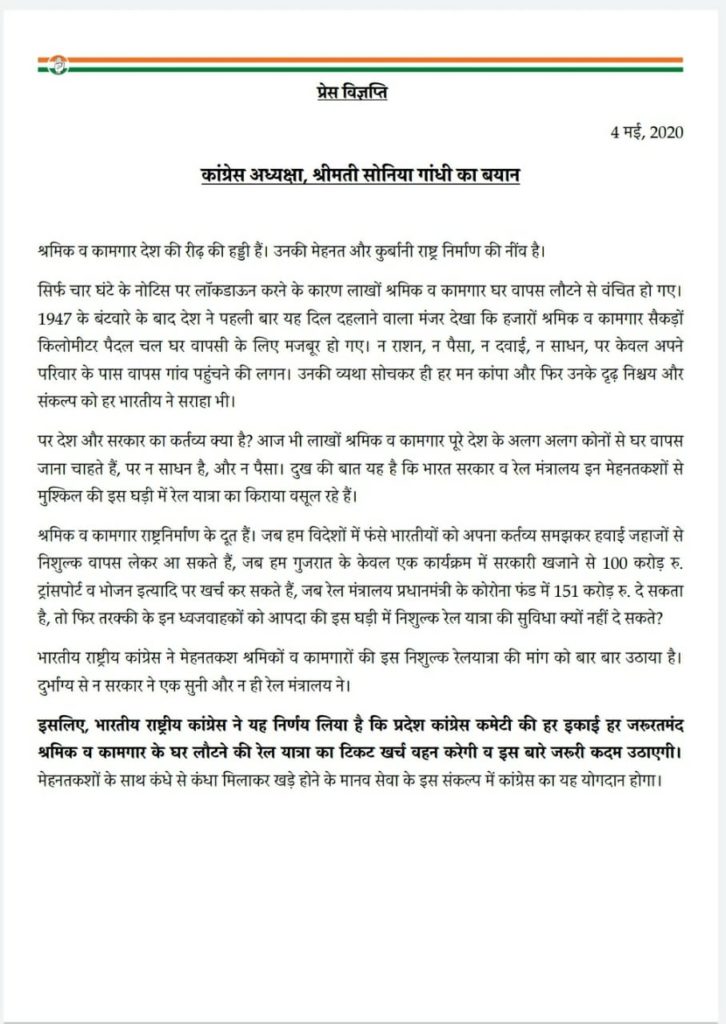 प्रेस विज्ञप्ति
4 मई, 2020
कांग्रेस अध्यक्षा, श्रीमती सोनिया गांधी का बयान
श्रमिक व कामगार देश की रीढ़ की हड्डी हैं। उनकी मेहनत और कुर्बानी राष्ट्र निर्माण की नींव है।
सिर्फ चार घंटे के नोटिस पर लॉकडाऊन करने के कारण लाखों श्रमिक व कामगार घर वापस लौटने से वंचित हो गए।
1947 के बंटवारे के बाद देश ने पहली बार यह दिल दहलाने वाला मंजर देखा कि हजारों श्रमिक व कामगार सैकड़ों
किलोमीटर पैदल चल घर वापसी के लिए मजबूर हो गए। न राशन, न पैसा, न दवाई, न साधन, पर केवल अपने
परिवार के पास वापस गांव पहुंचने की लगन। उनकी व्यथा सोचकर ही हर मन कांपा और फिर उनके दृढ़ निश्चय और
संकल्प को हर भारतीय ने सराहा भी।
पर देश और सरकार का कर्तव्य क्या है? आज भी लाखों श्रमिक व कामगार पूरे देश के अलग अलग कोनों से घर वापस
जाना चाहते हैं, पर न साधन है, और न पैसा। दुख की बात यह है कि भारत सरकार व रेल मंत्रालय इन मेहनतकशों से
मुश्किल की इस घड़ी में रेल यात्रा का किराया वसूल रहे हैं।
श्रमिक व कामगार राष्ट्रनिर्माण के दूत हैं। जब हम विदेशों में फंसे भारतीयों को अपना कर्तव्य समझकर हवाई जहाजों से
निशुल्क वापस लेकर आ सकते हैं, जब हम गुजरात के केवल एक कार्यक्रम में सरकारी खजाने से 100 करोड़ रु.
ट्रांसपोर्ट व भोजन इत्यादि पर खर्च कर सकते हैं, जब रेल मंत्रालय प्रधानमंत्री के कोरोना फंड में 151 करोड़ रु. दे सकता
है, तो फिर तरक्की के इन ध्वजवाहकों को आपदा की इस घड़ी में निशुल्क रेल यात्रा की सुविधा क्यों नहीं दे सकते?
भारतीय राष्ट्रीय कांग्रेस ने मेहनतकश श्रमिकों व कामगारों की इस निशुल्क रेलयात्रा की मांग को बार बार उठाया है।
दुर्भाग्य से न सरकार ने एक सुनी और न ही रेल मंत्रालय ने।
इसलिए, भारतीय राष्ट्रीय कांग्रेस ने यह निर्णय लिया है कि प्रदेश कांग्रेस कमेटी की हर इकाई हर जरूरतमंद
श्रमिक व कामगार के घर लौटने की रेल यात्रा का टिकट खर्च वहन करेगी व इस बारे जरूरी कदम उठाएगी।
मेहनतकशों के साथ कंधे से कंधा मिलाकर खड़े होने के मानव सेवा के इस संकल्प में कांग्रेस का यह योगदान होगा।